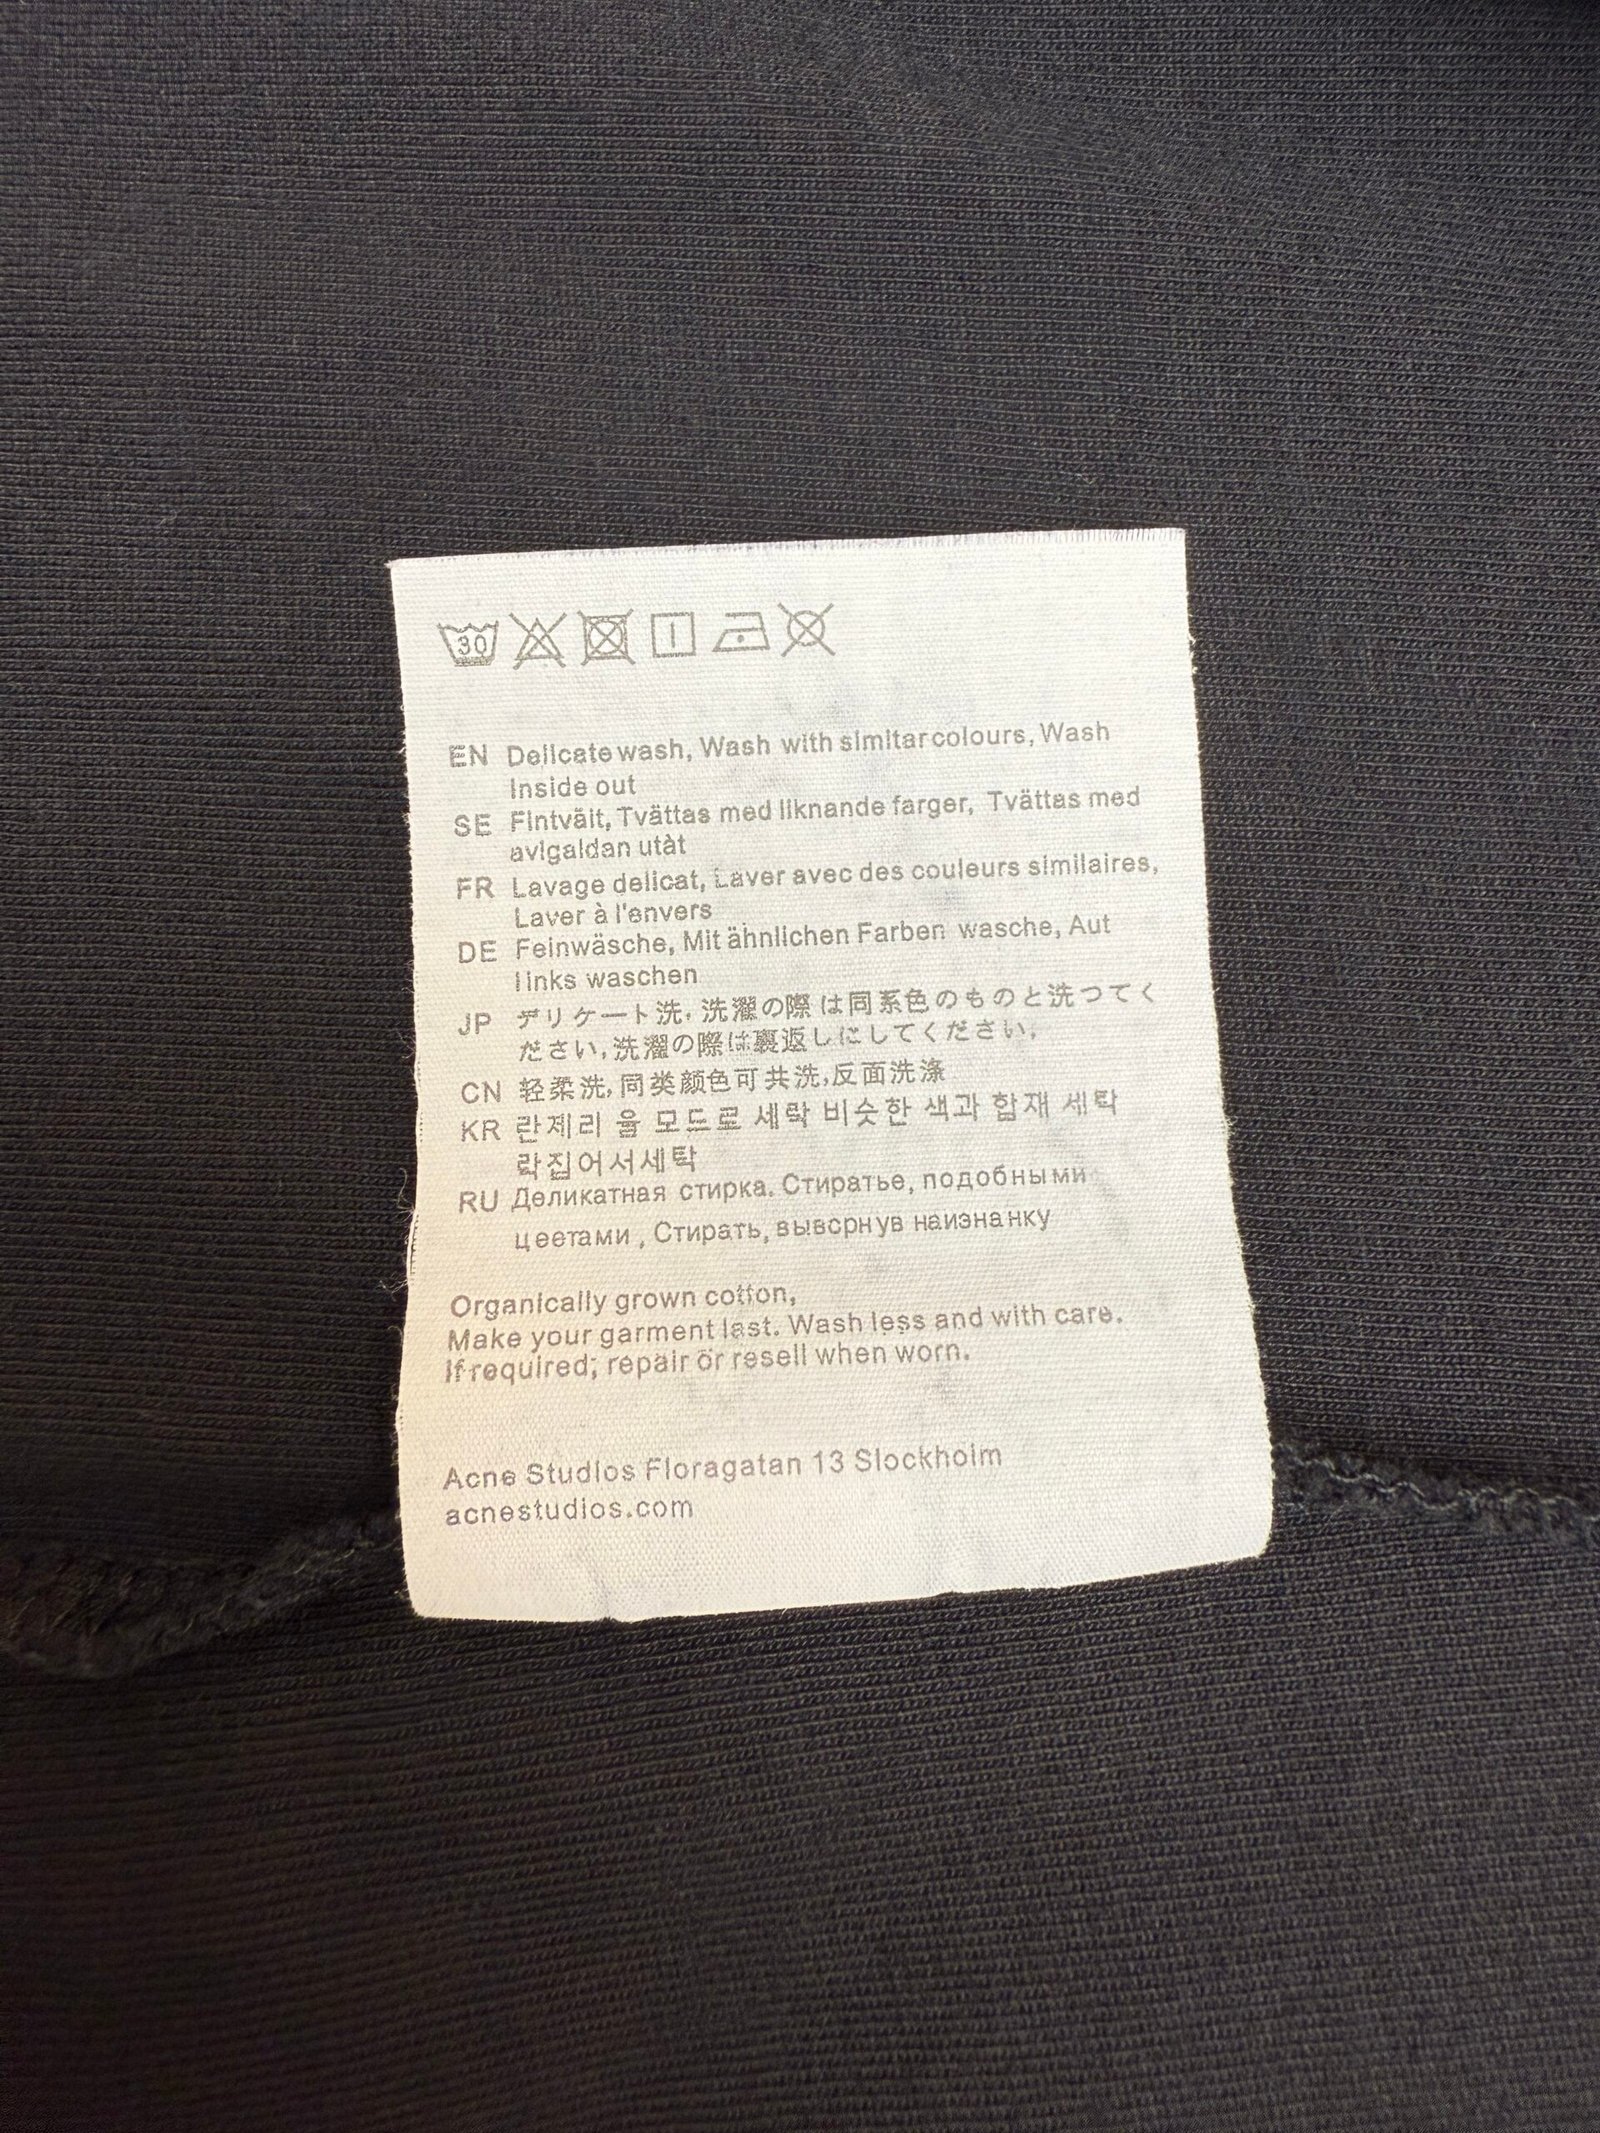 30
EN Delicate wash, Wash with simitar colours, Wash
Inside out
SE Fintväit, Tvättas med liknande farger, Tvättas med
avigaldan utàt
FR Lavage delicat, Laver avec des couleurs similaires,
Laver à l'envers
DE Feinwäsche, Mit ähnlichen Farben wasche, Aut
links waschen
JP デリケート洗, 洗濯の際は同系色のものと洗つてく
ださい, 洗濯の際は裏返しにしてください,
CN 轻柔洗, 同类颜色可共洗, 反面洗涤
KR 란제리 율 모드로 세락 비슷한 색과 합재 세탁
락집어서세탁
RU Деликатная стирка. Стиратье, подобными
цеетами, Стирать, вывсрнув наизнанку
Organically grown cotton,
Make your garment last. Wash less and with care.
If required; repair ör resell when worn.
Acne Studios Floragatan 13 Slockhoim
acnestudios.com